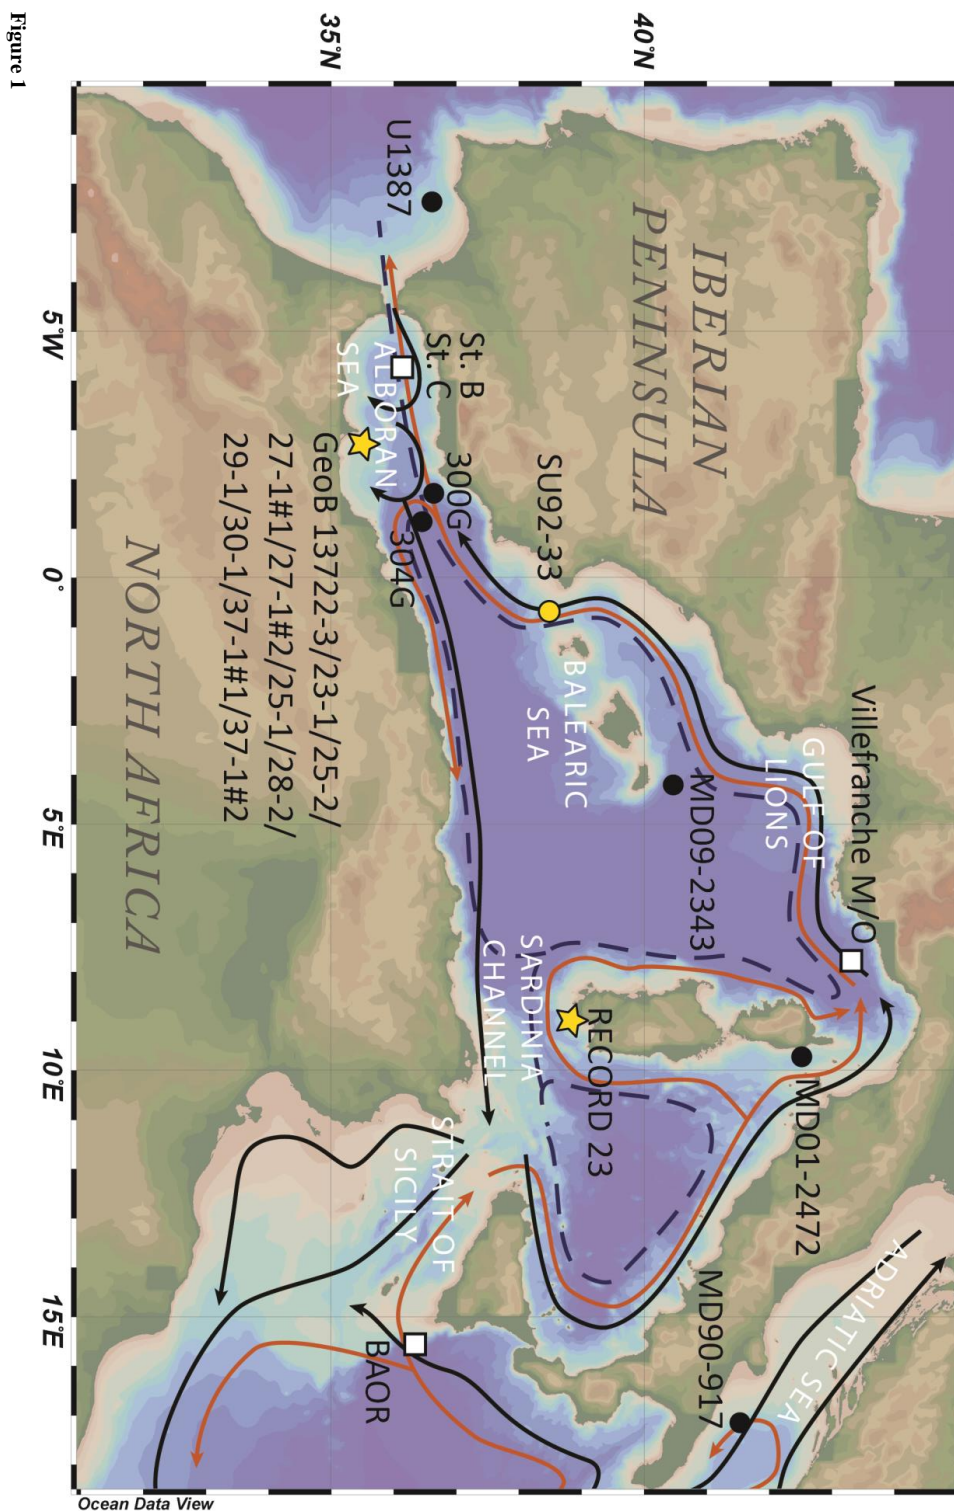 Figure 1
40°N
35°N
5°W
0°
5°E
10°E
15°E
IBERIAN
PENINSULA
U1387
St. B
St. C
ALBORAN
SEA
300G
304G
SU92-33
BALEARIC
SEA
GULF OF
LIONS
Villefranche M/O
MD09-2343
GeoB 13722-3/23-1/25-2/
27-1#1/27-1#2/25-1/28-2/
29-1/30-1/37-1#1/37-1#2
NORTH AFRICA
SARDINIA
CHANNEL
RECORD 23
MD01-2472
STRAIT OF
SICILY
ADRIATIC SEA
MD90-917
BAOR
Ocean Data View